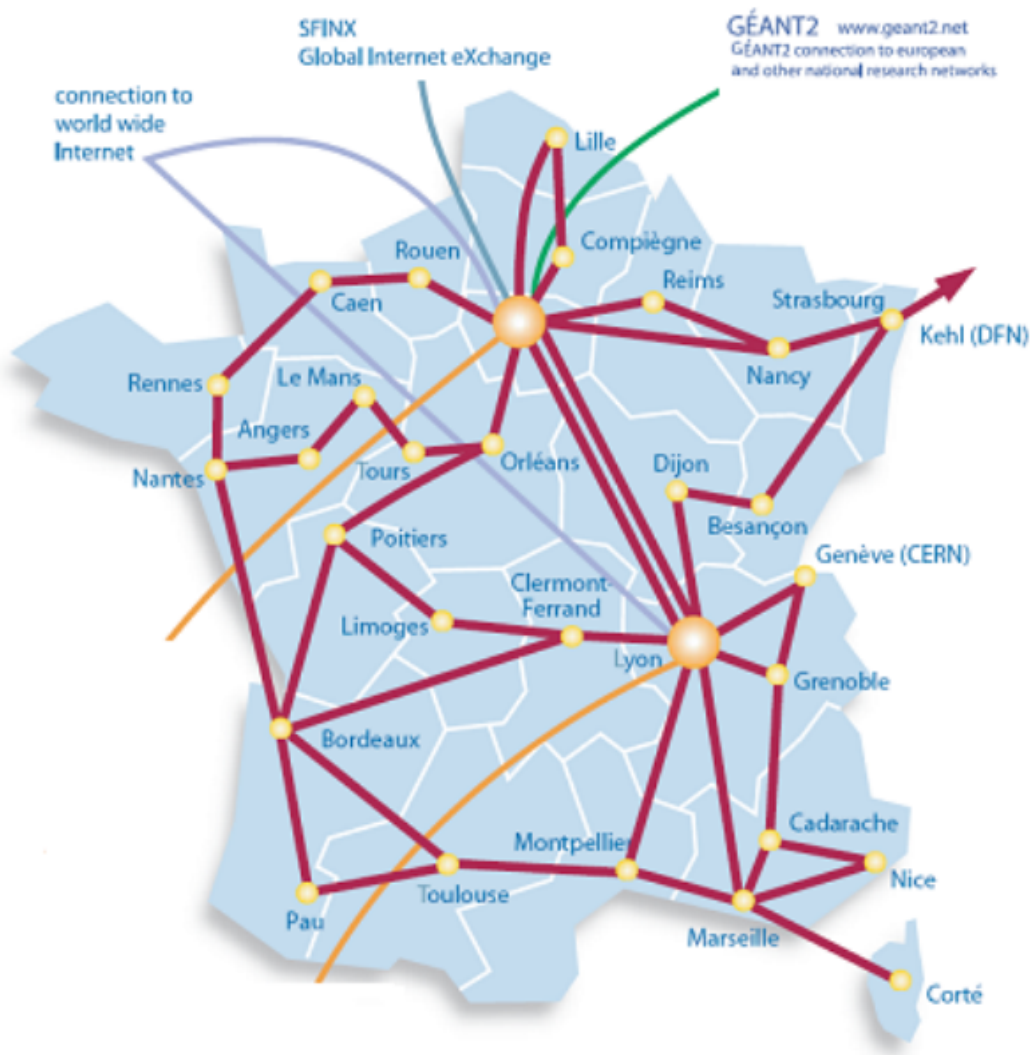 SFINX
Global Internet eXchange
GÉANT2 www.geant2.net
GÉANT2 connection to european
and other national research networks
connection to
world wide
Internet
Lille
Compiègne
Rouen
Reims
Caen
Strasbourg
Kehl (DFN)
Nancy
Rennes
Le Mans
Angers
Tours
Orléans
Nantes
Dijon
Besançon
Poitiers
Genève (CERN)
Clermont-
Ferrand
Limoges
Lyon
Grenoble
Bordeaux
Cadarache
Montpellier
Nice
Toulouse
Pau
Marseille
Corté